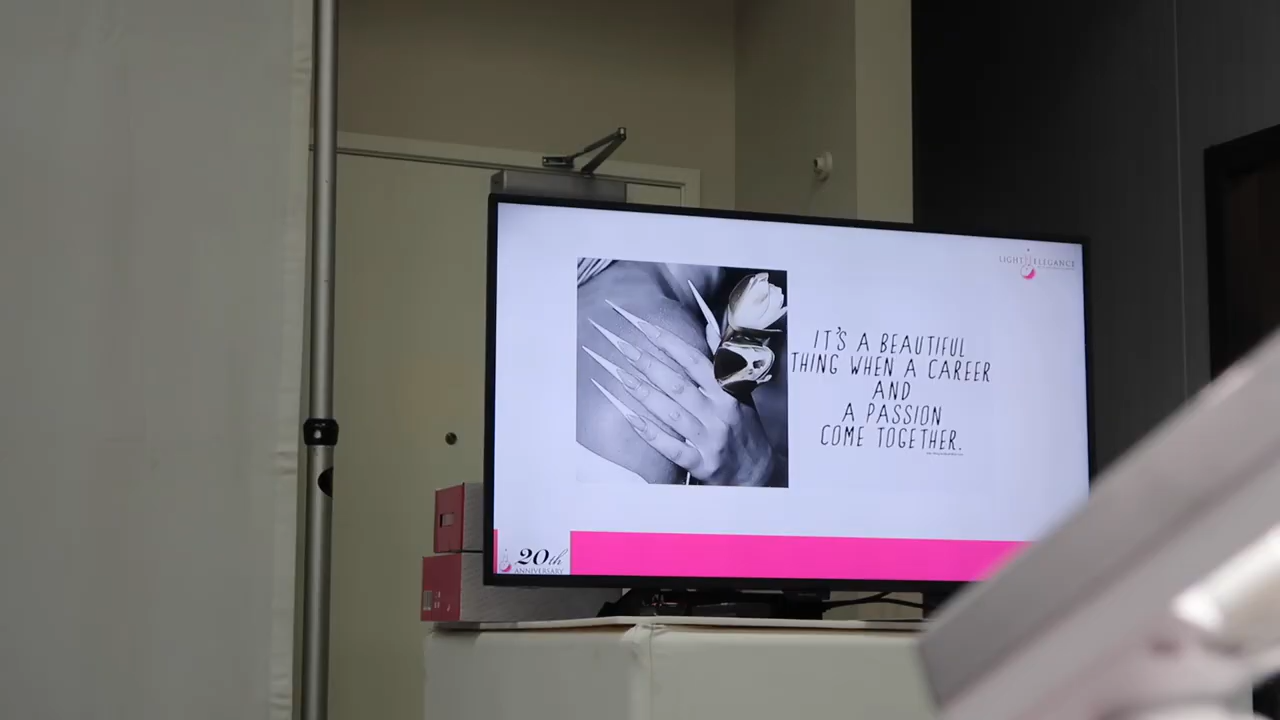 LIGHT ELEGANCE
IT'S A BEAUTIFUL
THING WHEN A CAREER
AND
A PASSION
COME TOGETHER.
20th
ANNIVERSARY